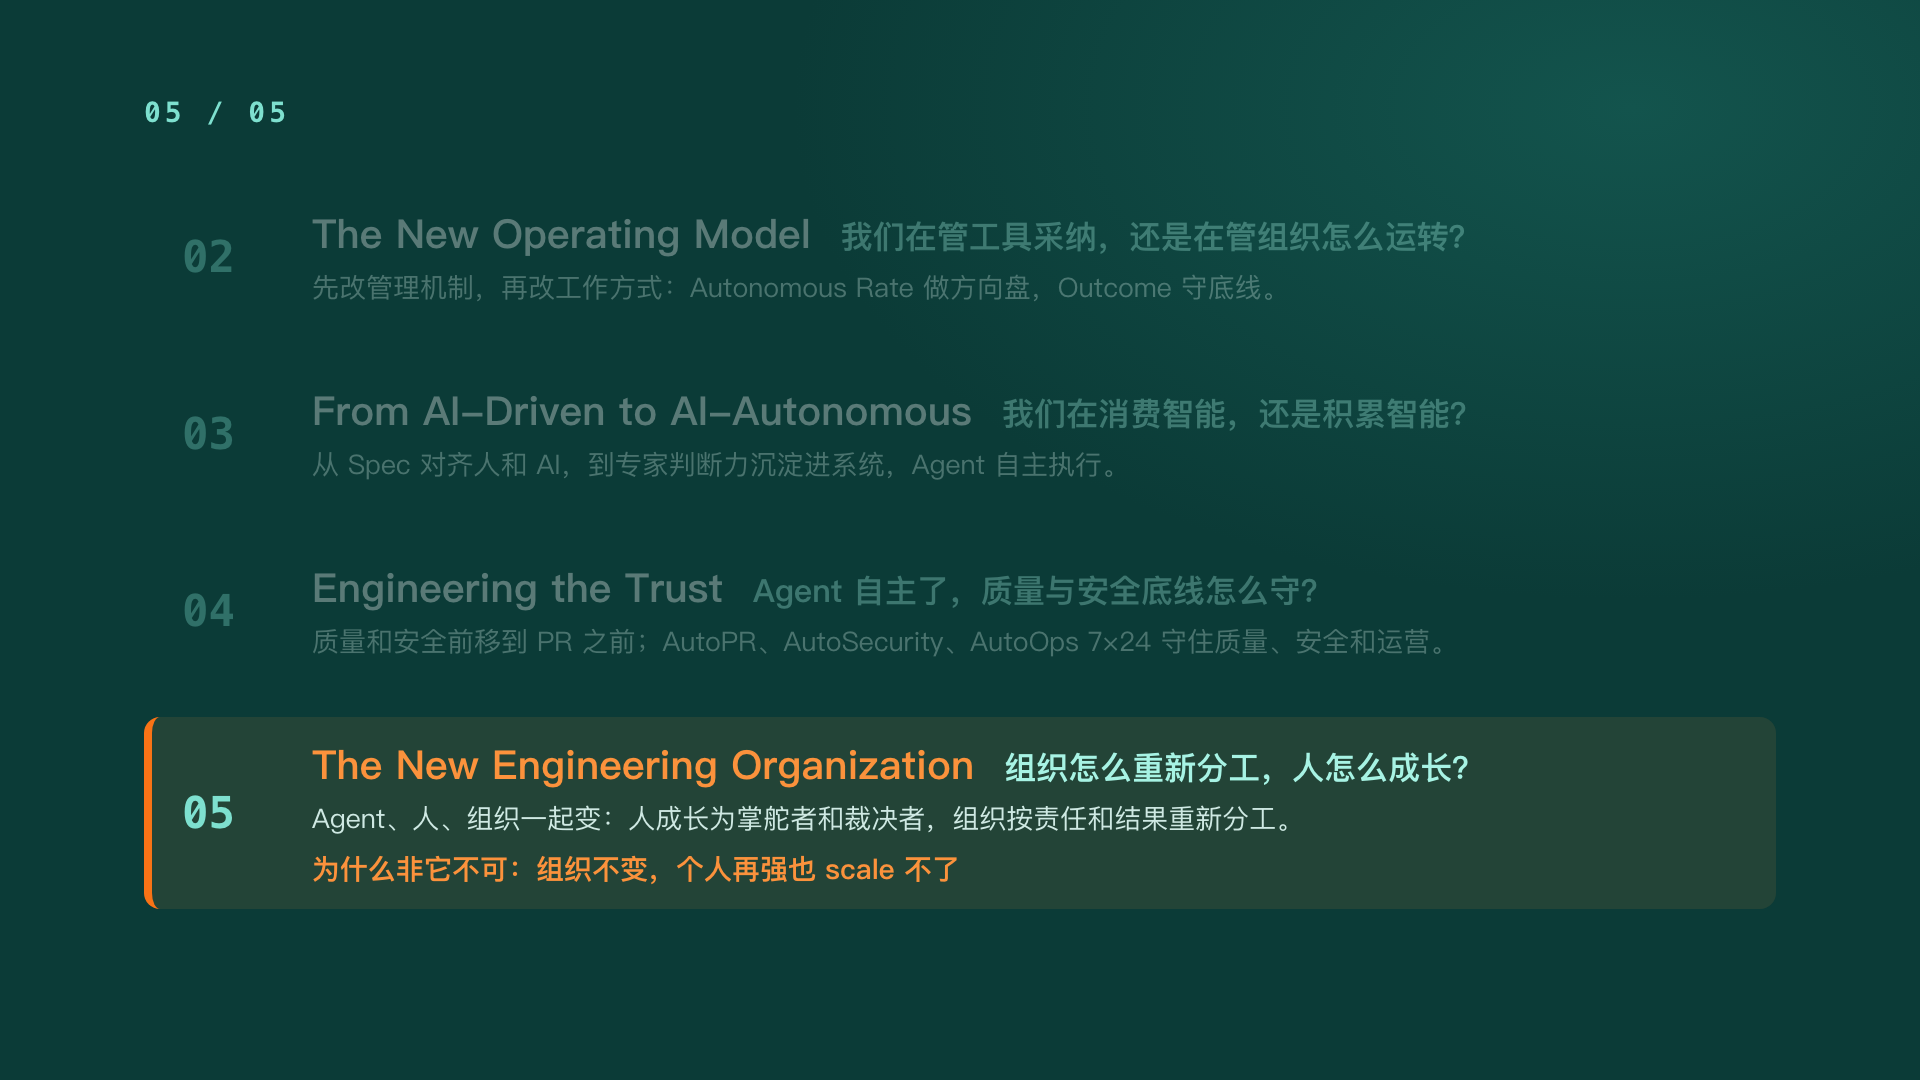 05 / 05
02
The New Operating Model 我们在管工具采纳，还是在管组织怎么运转？
先改管理机制，再改工作方式：Autonomous Rate 做方向盘，Outcome 守底线。
03
From AI-Driven to AI-Autonomous 我们在消费智能，还是积累智能？
从 Spec 对齐人和 AI，到专家判断力沉淀进系统，Agent 自主执行。
04
Engineering the Trust Agent 自主了，质量与安全底线怎么守？
质量和安全前移到 PR 之前；AutoPR、AutoSecurity、AutoOps 7×24 守住质量、安全和运营。
05
The New Engineering Organization 组织怎么重新分工，人怎么成长？
Agent、人、组织一起变：人成长为掌舵者和裁决者，组织按责任和结果重新分工。
为什么非它不可：组织不变，个人再强也 scale 不了